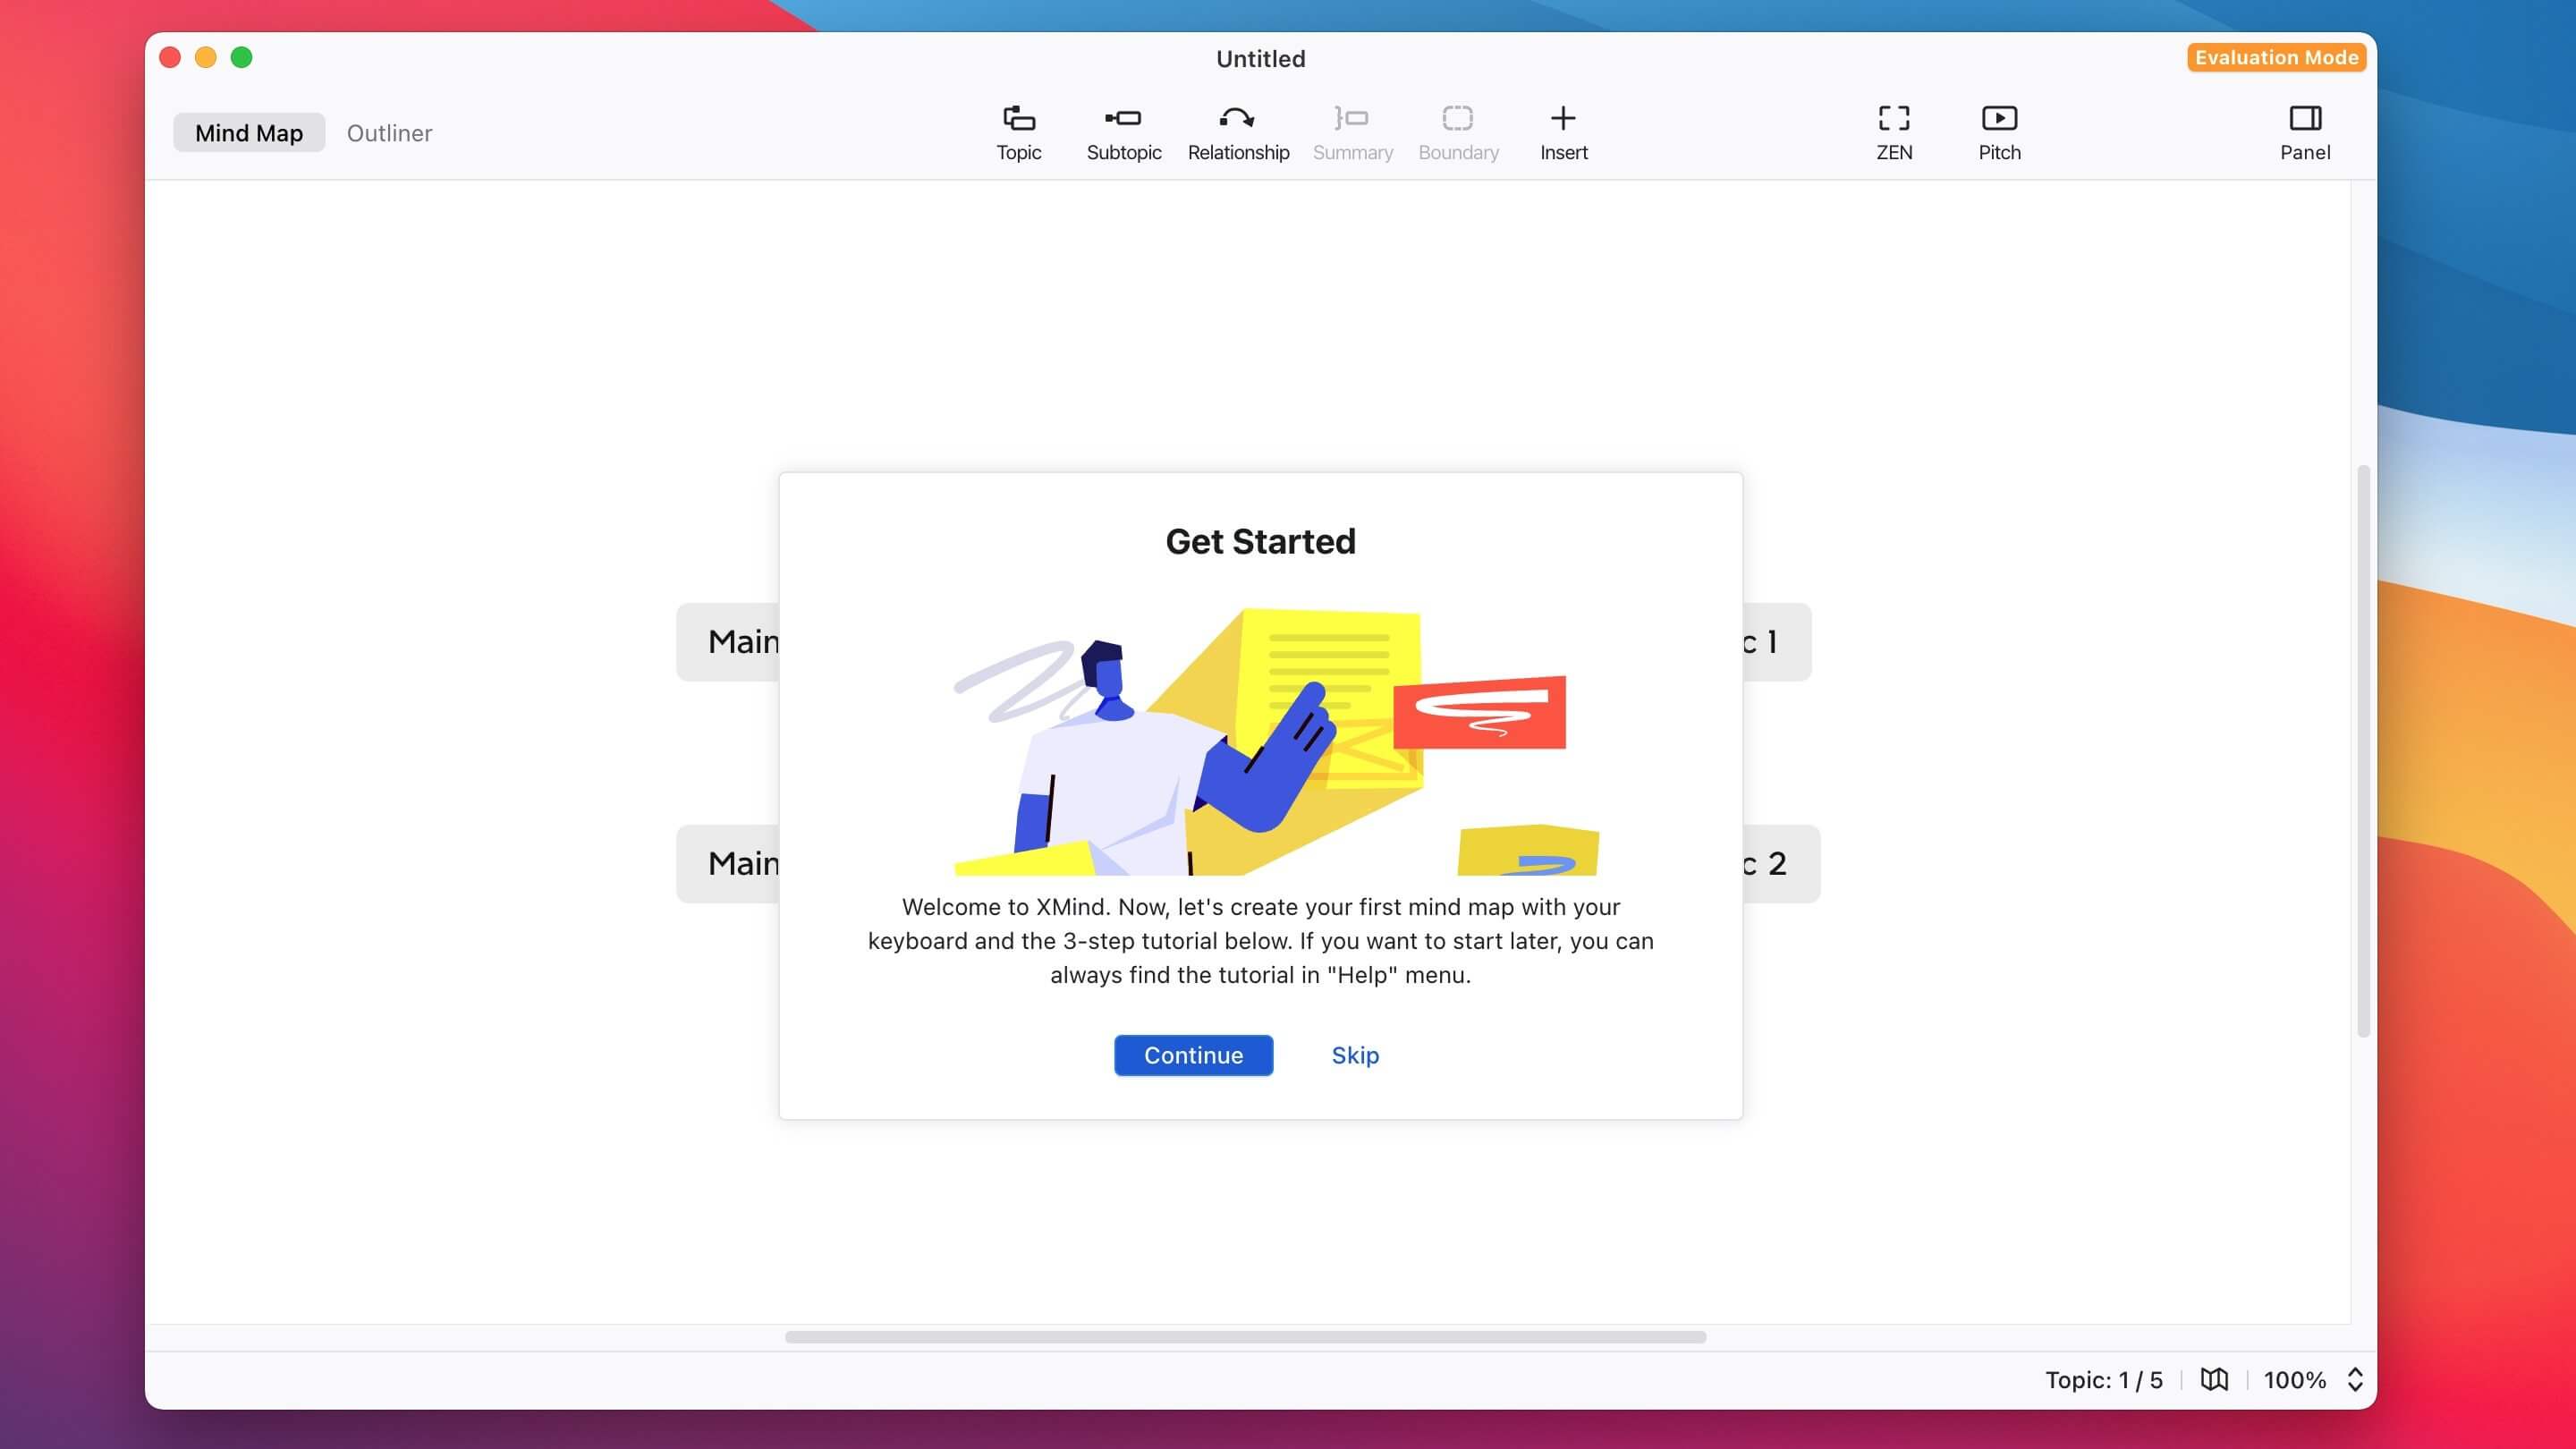 Untitled
Evaluation Mode
Mind Map
Outliner
Topic
Subtopic
Relationship
Summary
Boundary
Insert
ZEN
Pitch
Panel
Get Started
Main
c 1
Main
c 2
Welcome to XMind. Now, let's create your first mind map with your
keyboard and the 3-step tutorial below. If you want to start later, you can
always find the tutorial in "Help" menu.
Continue
Skip
Topic: 1 / 5
100%